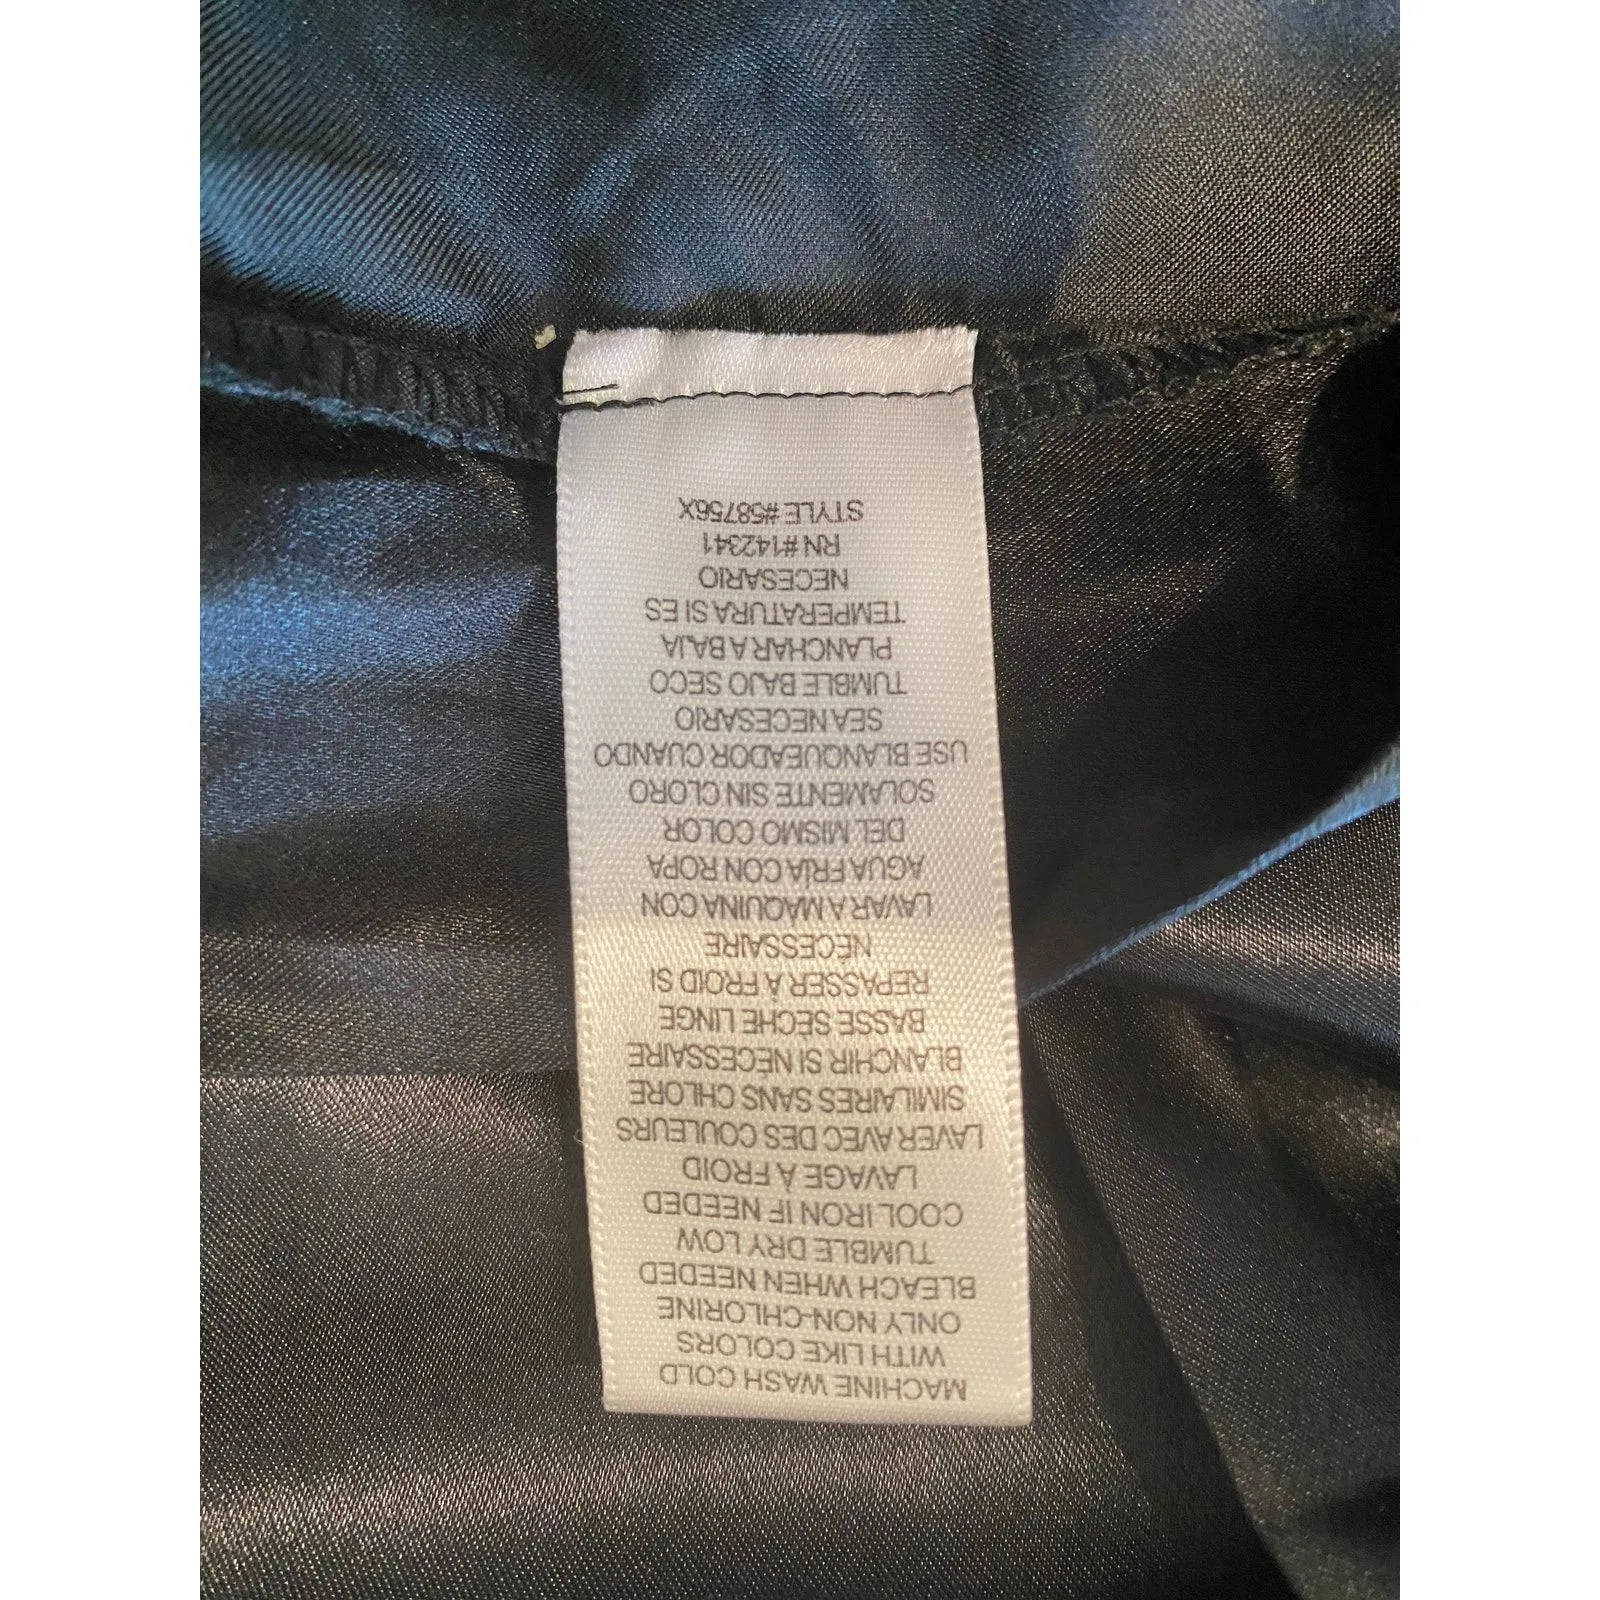 MACHINE WASH COLD
WITH LIKE COLORS
ONLY NON-CHLORINE
BLEACH WHEN NEEDED
TUMBLE DRY LOW
COOL IRON IF NEEDED
LAVAGE À FROID
LAVER AVEC DES COULEURS
SIMILAIRES SANS CHLORE
BLANCHIR SI NÉCESSAIRE
BASSE SÈCHE LINGE
REPASSER À FROID SI
NÉCESSAIRE
LAVAR A MAQUINA CON
AGUA FRÍA CON ROPA
DEL MISMO COLOR
SOLAMENTE SIN CLORO
USE BLANQUEADOR CUANDO
SEA NECESARIO
TUMBLE BAJO SECO
PLANCHAR A BAJA
TEMPERATURA SI ES
NECESARIO
RN #142341
STYLE #58756X